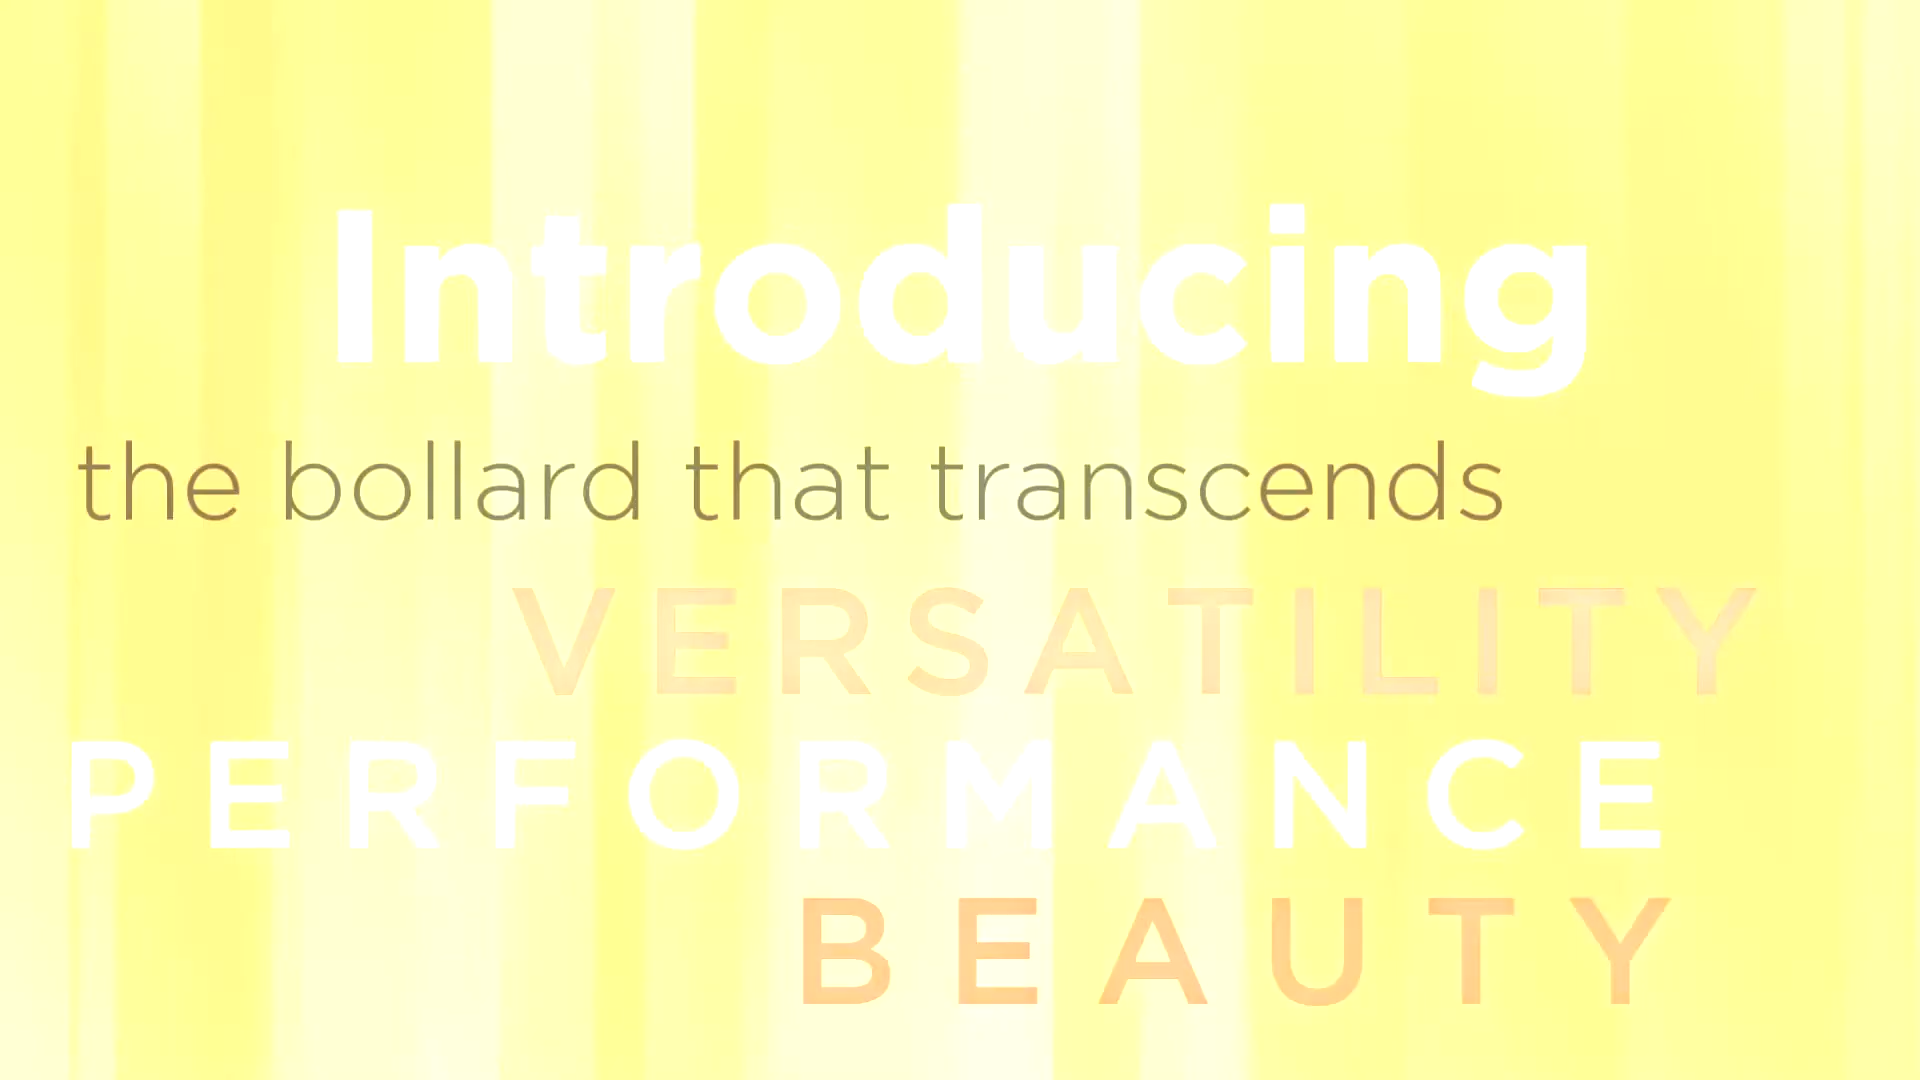 Introducing
the bollard that transcends
VERSATILITY
PERFORMANCE
BEAUTY